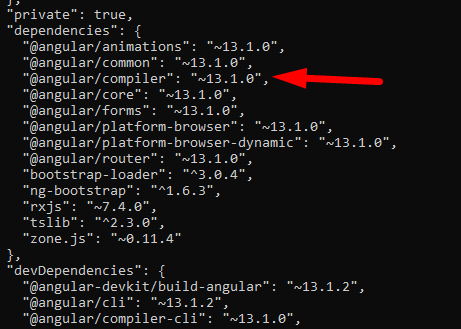 },
"private": true,
"dependencies": {
"@angular/animations": "~13.1.0",
"@angular/common": "~13.1.0",
"@angular/compiler": "~13.1.0",
"@angular/core": "~13.1.0",
"@angular/forms": "~13.1.0",
"@angular/platform-browser": "~13.1.0",
"@angular/platform-browser-dynamic": "~13.1.0",
"@angular/router": "~13.1.0",
"bootstrap-loader": "^3.0.4",
"ng-bootstrap": "^1.6.3",
"rxjs": "~7.4.0",
"tslib": "^2.3.0",
"zone.js": "~0.11.4"
},
"devDependencies": {
"@angular-devkit/build-angular": "~13.1.2",
"@angular/cli": "~13.1.2",
"@angular/compiler-cli": "~13.1.0",